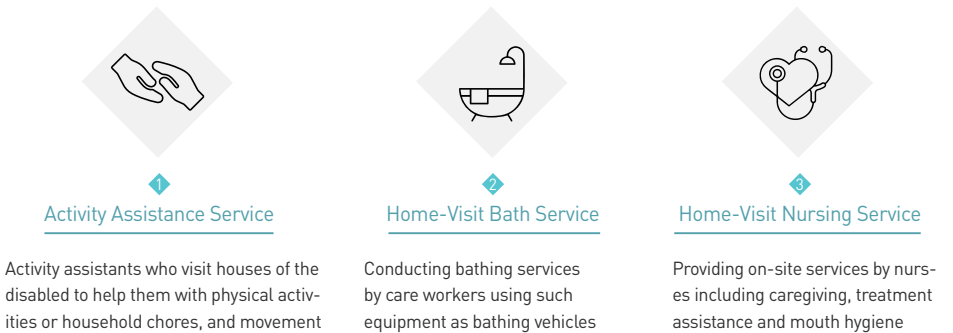 1
Activity Assistance Service
Activity assistants who visit houses of the
disabled to help them with physical activ-
ities or household chores, and movement
2
Home-Visit Bath Service
Conducting bathing services
by care workers using such
equipment as bathing vehicles
3
Home-Visit Nursing Service
Providing on-site services by nurs-
es including caregiving, treatment
assistance and mouth hygiene